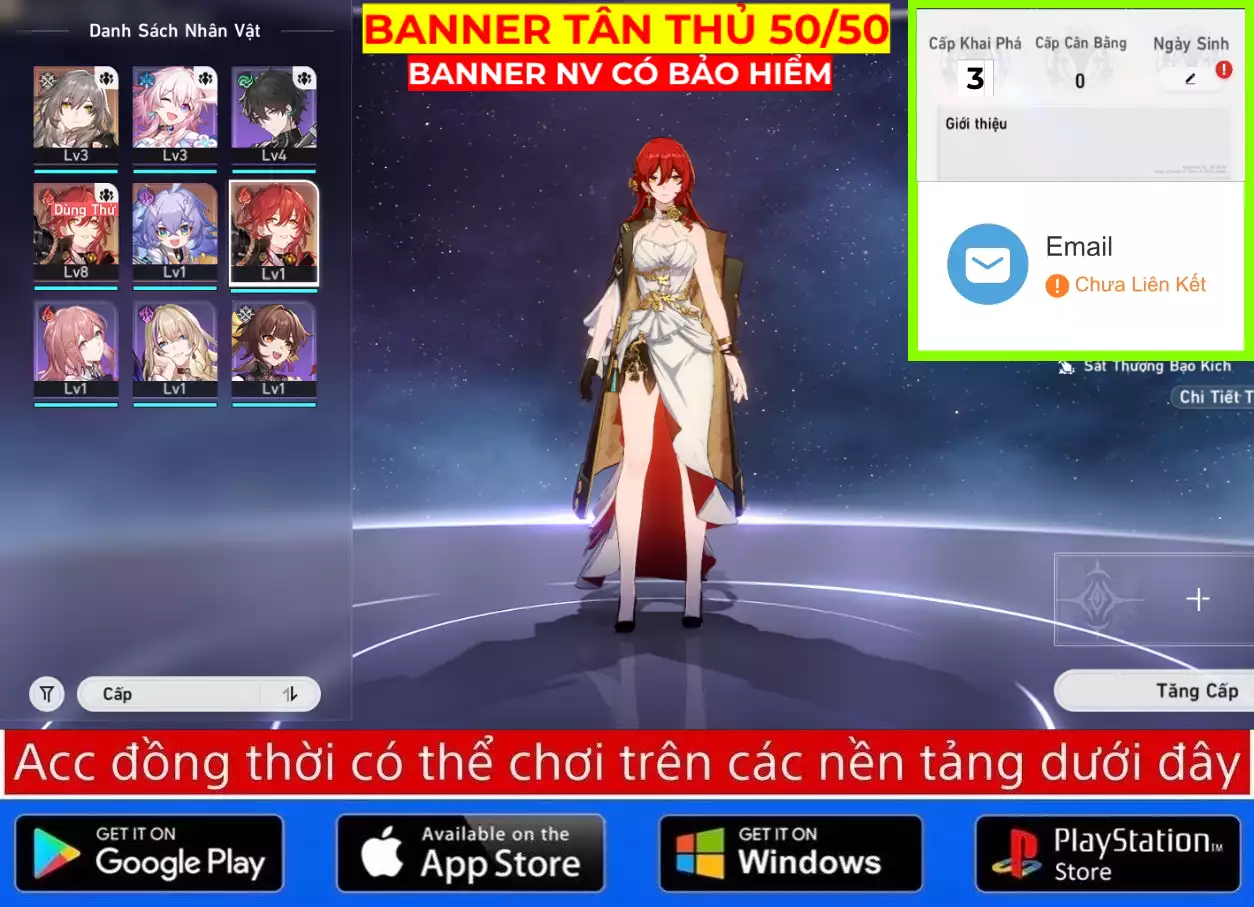 Danh Sách Nhân Vật
BANNER TÂN THỦ 50/50
BANNER NV CÓ BẢO HIỂM
Cấp Khai Phá
Cấp Cân Bằng
Ngày Sinh
3
0
Giới thiệu
Email
Chưa Liên Kết
Lv3
Lv3
Lv4
Dùng Thử
Lv8
Lv1
Lv1
Lv1
Lv1
Lv1
Sát Thương Bạo Kích
Chi Tiết T
Cấp
Tăng Cấp
Acc đồng thời có thể chơi trên các nền tảng dưới đây
GET IT ON
Google Play
Available on the
App Store
GET IT ON
Windows
PlayStation™
Store